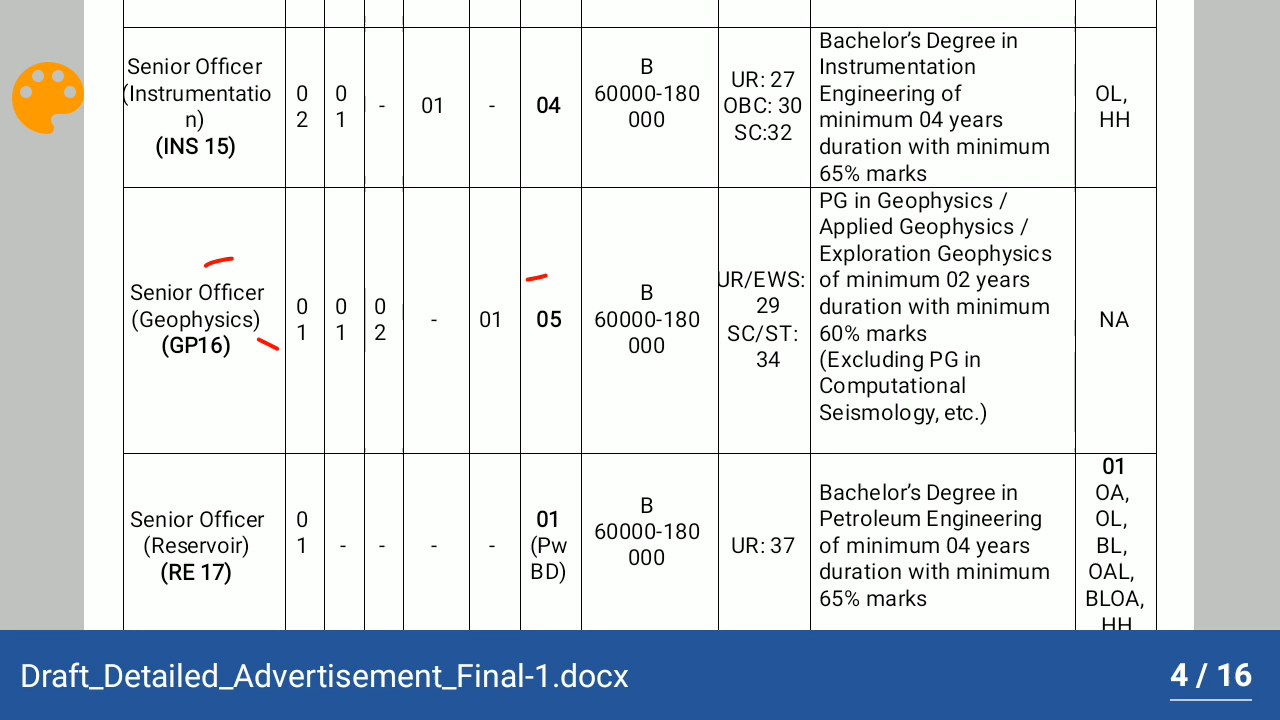 Senior Officer
(Instrumentatio
n)
(INS 15)
0
2
0
1
-
01
-
04
B
60000-180
000
UR: 27
OBC: 30
SC:32
Bachelor’s Degree in
Instrumentation
Engineering of
minimum 04 years
duration with minimum
65% marks
OL,
HH
Senior Officer
(Geophysics)
(GP16)
0
1
0
1
0
2
-
01
05
B
60000-180
000
UR/EWS:
29
SC/ST:
34
PG in Geophysics /
Applied Geophysics /
Exploration Geophysics
of minimum 02 years
duration with minimum
60% marks
(Excluding PG in
Computational
Seismology, etc.)
NA
Senior Officer
(Reservoir)
(RE 17)
0
1
-
-
-
-
01
(Pw
BD)
B
60000-180
000
UR: 37
Bachelor’s Degree in
Petroleum Engineering
of minimum 04 years
duration with minimum
65% marks
01
OA,
OL,
BL,
OAL,
BLOA,
HH
Draft_Detailed_Advertisement_Final-1.docx
4 / 16